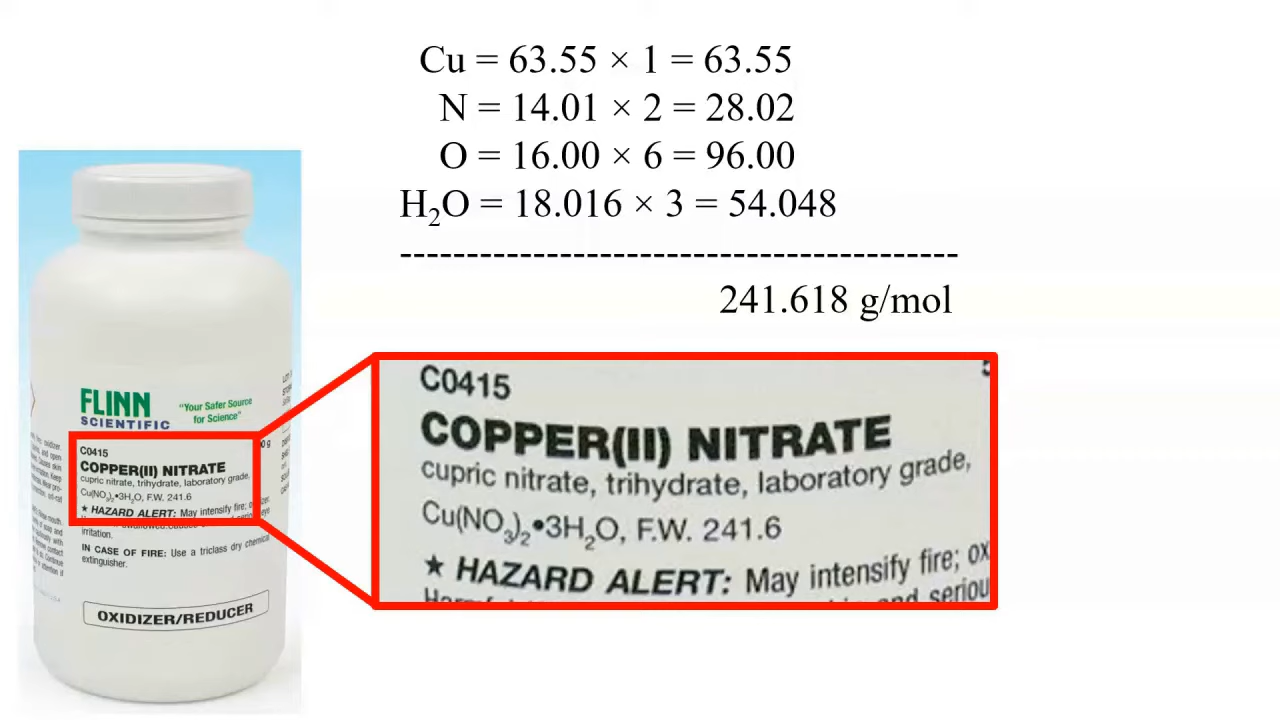 Cu = 63.55 × 1 = 63.55
N = 14.01 × 2 = 28.02
O = 16.00 × 6 = 96.00
H₂O = 18.016 × 3 = 54.048
-------------------------------------------
241.618 g/mol
FLINN
SCIENTIFIC
"Your Safer Source
for Science"
C0415
COPPER(II) NITRATE
cupric nitrate, trihydrate, laboratory grade,
Cu(NO₃)₂•3H₂O, F.W. 241.6
★ HAZARD ALERT: May intensify fire;
irritation.
IN CASE OF FIRE: Use a triclass dry chemical
extinguisher.
OXIDIZER/REDUCER
C0415
COPPER(II) NITRATE
cupric nitrate, trihydrate, laboratory grade,
Cu(NO₃)₂•3H₂O, F.W. 241.6
★ HAZARD ALERT: May intensify fire; ox